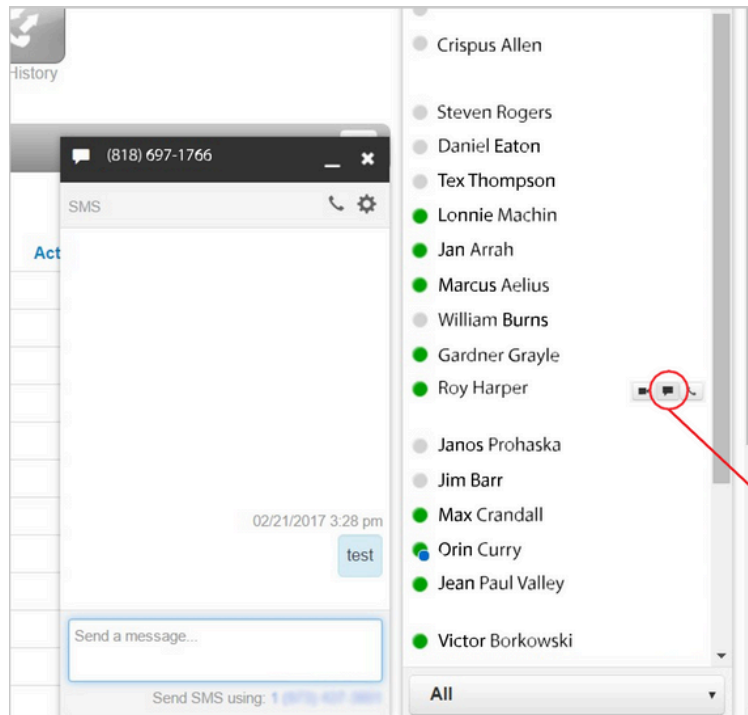 History
(818) 697-1766
SMS
Act
02/21/2017 3:28 pm
test
Send a message...
Send SMS using:
Crispus Allen
Steven Rogers
Daniel Eaton
Tex Thompson
Lonnie Machin
Jan Arrah
Marcus Aelius
William Burns
Gardner Grayle
Roy Harper
Janos Prohaska
Jim Barr
Max Crandall
Orin Curry
Jean Paul Valley
Victor Borkowski
All